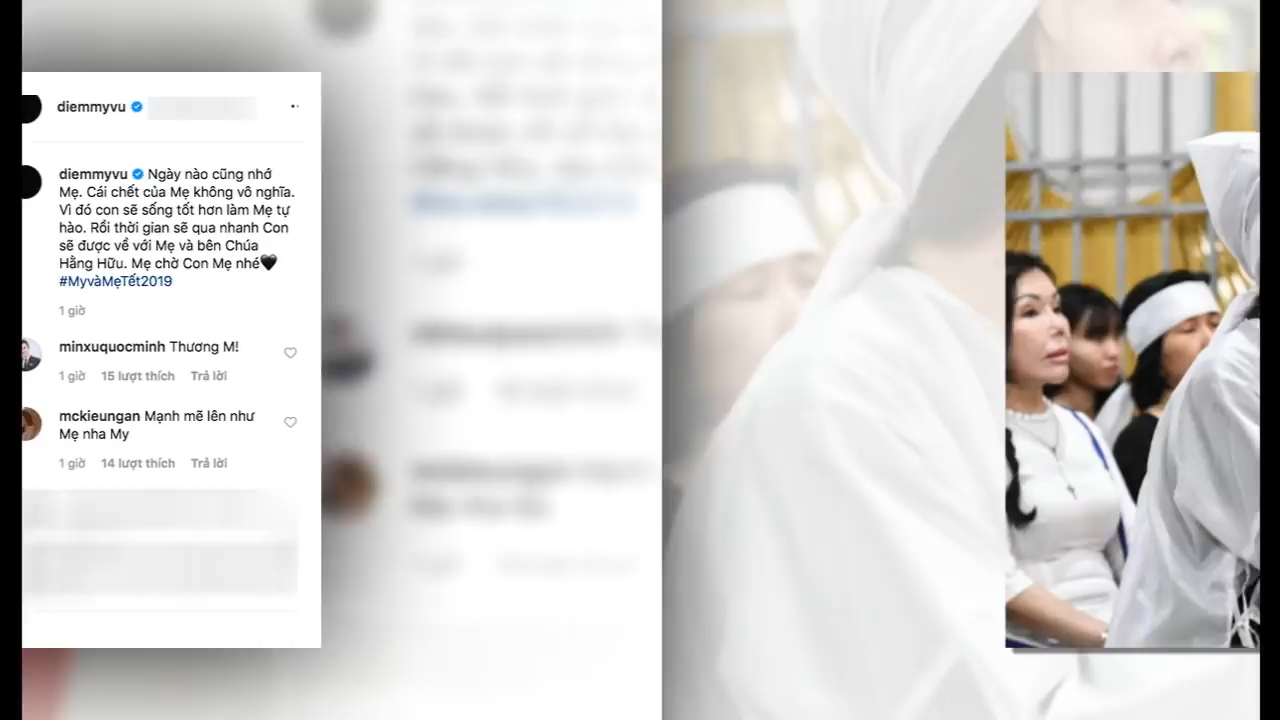 diemmyvu
diemmyvu Ngày nào cũng nhớ
Mẹ. Cái chết của Mẹ không vô nghĩa.
Vì đó con sẽ sống tốt hơn làm Mẹ tự
hào. Rồi thời gian sẽ qua nhanh Con
sẽ được về với Mẹ và bên Chúa
Hằng Hữu. Mẹ chờ Con Mẹ nhé🖤
#MyvàMẹTết2019
1 giờ
minxuquocminh Thương M!
1 giờ 15 lượt thích Trả lời
mckieungan Mạnh mẽ lên như
Mẹ nha My
1 giờ 14 lượt thích Trả lời